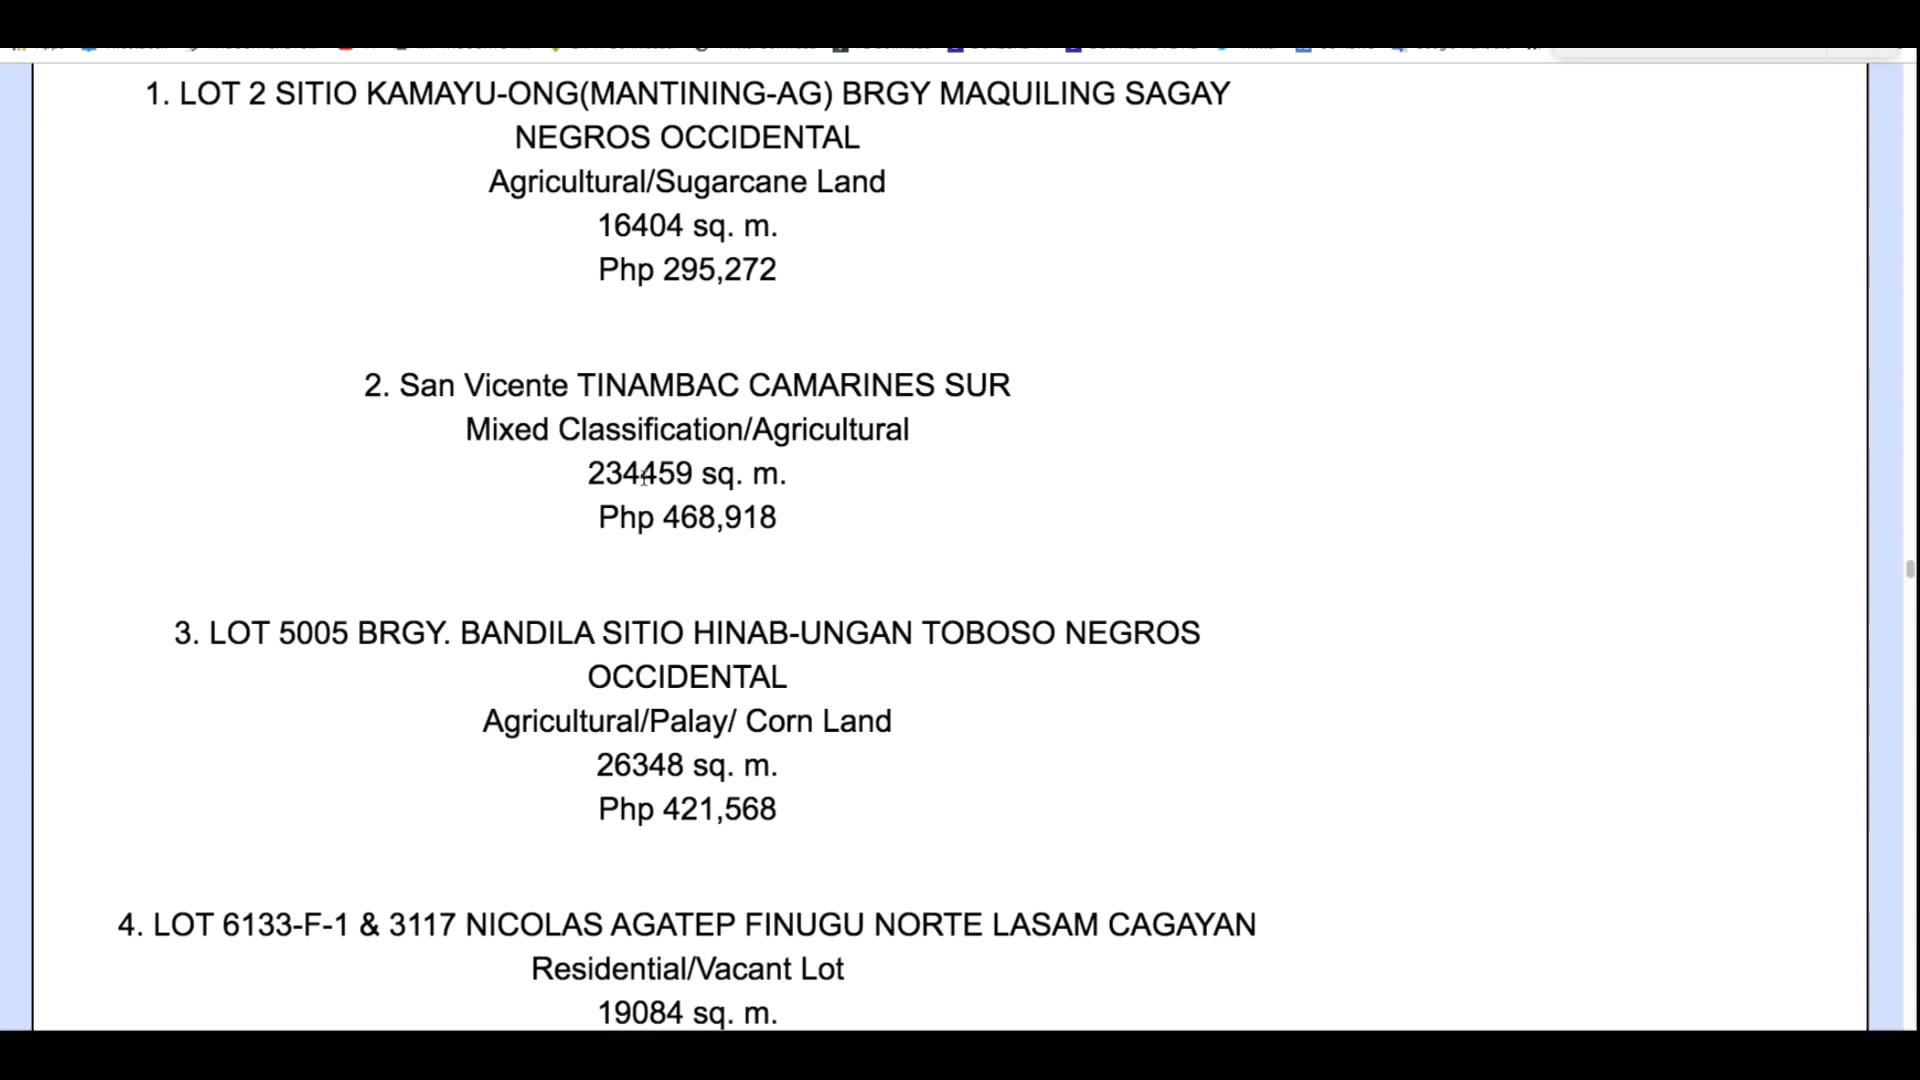 1. LOT 2 SITIO KAMAYU-ONG(MANTINING-AG) BRGY MAQUILING SAGAY
NEGROS OCCIDENTAL
Agricultural/Sugarcane Land
16404 sq. m.
Php 295,272
2. San Vicente TINAMBAC CAMARINES SUR
Mixed Classification/Agricultural
234459 sq. m.
Php 468,918
3. LOT 5005 BRGY. BANDILA SITIO HINAB-UNGAN TOBOSO NEGROS
OCCIDENTAL
Agricultural/Palay/ Corn Land
26348 sq. m.
Php 421,568
4. LOT 6133-F-1 & 3117 NICOLAS AGATEP FINUGU NORTE LASAM CAGAYAN
Residential/Vacant Lot
19084 sq. m.